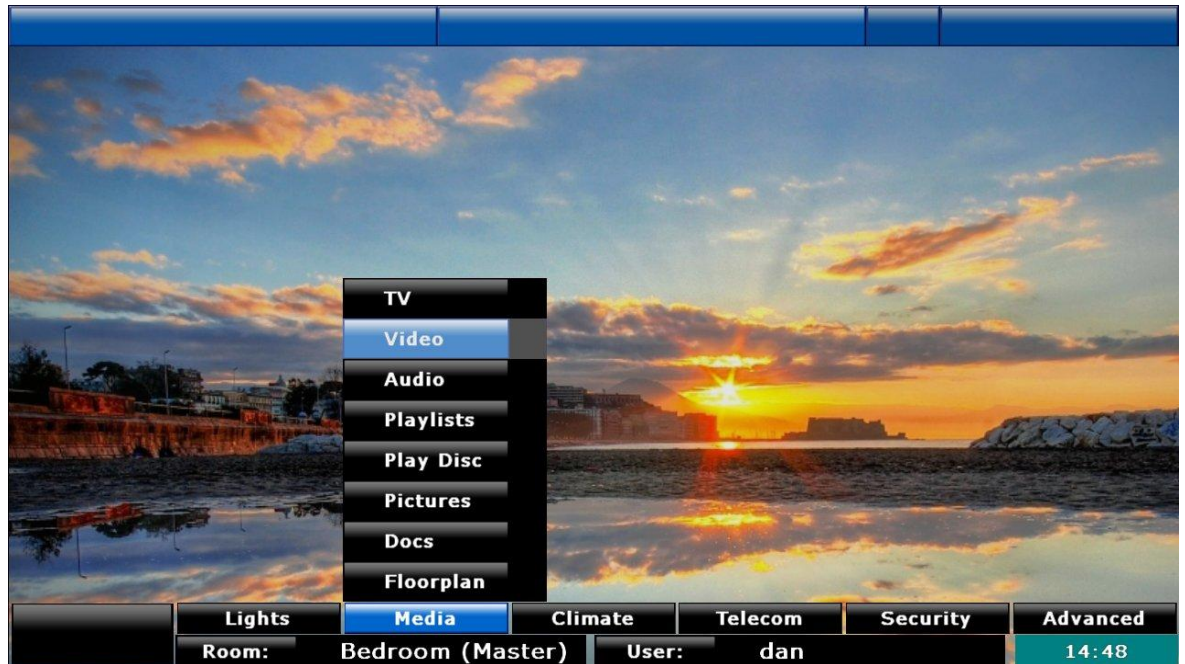 TV
Video
Audio
Playlists
Play Disc
Pictures
Docs
Floorplan
Lights Media Climate Telecom Security Advanced
Room: Bedroom (Master) User: dan 14:48